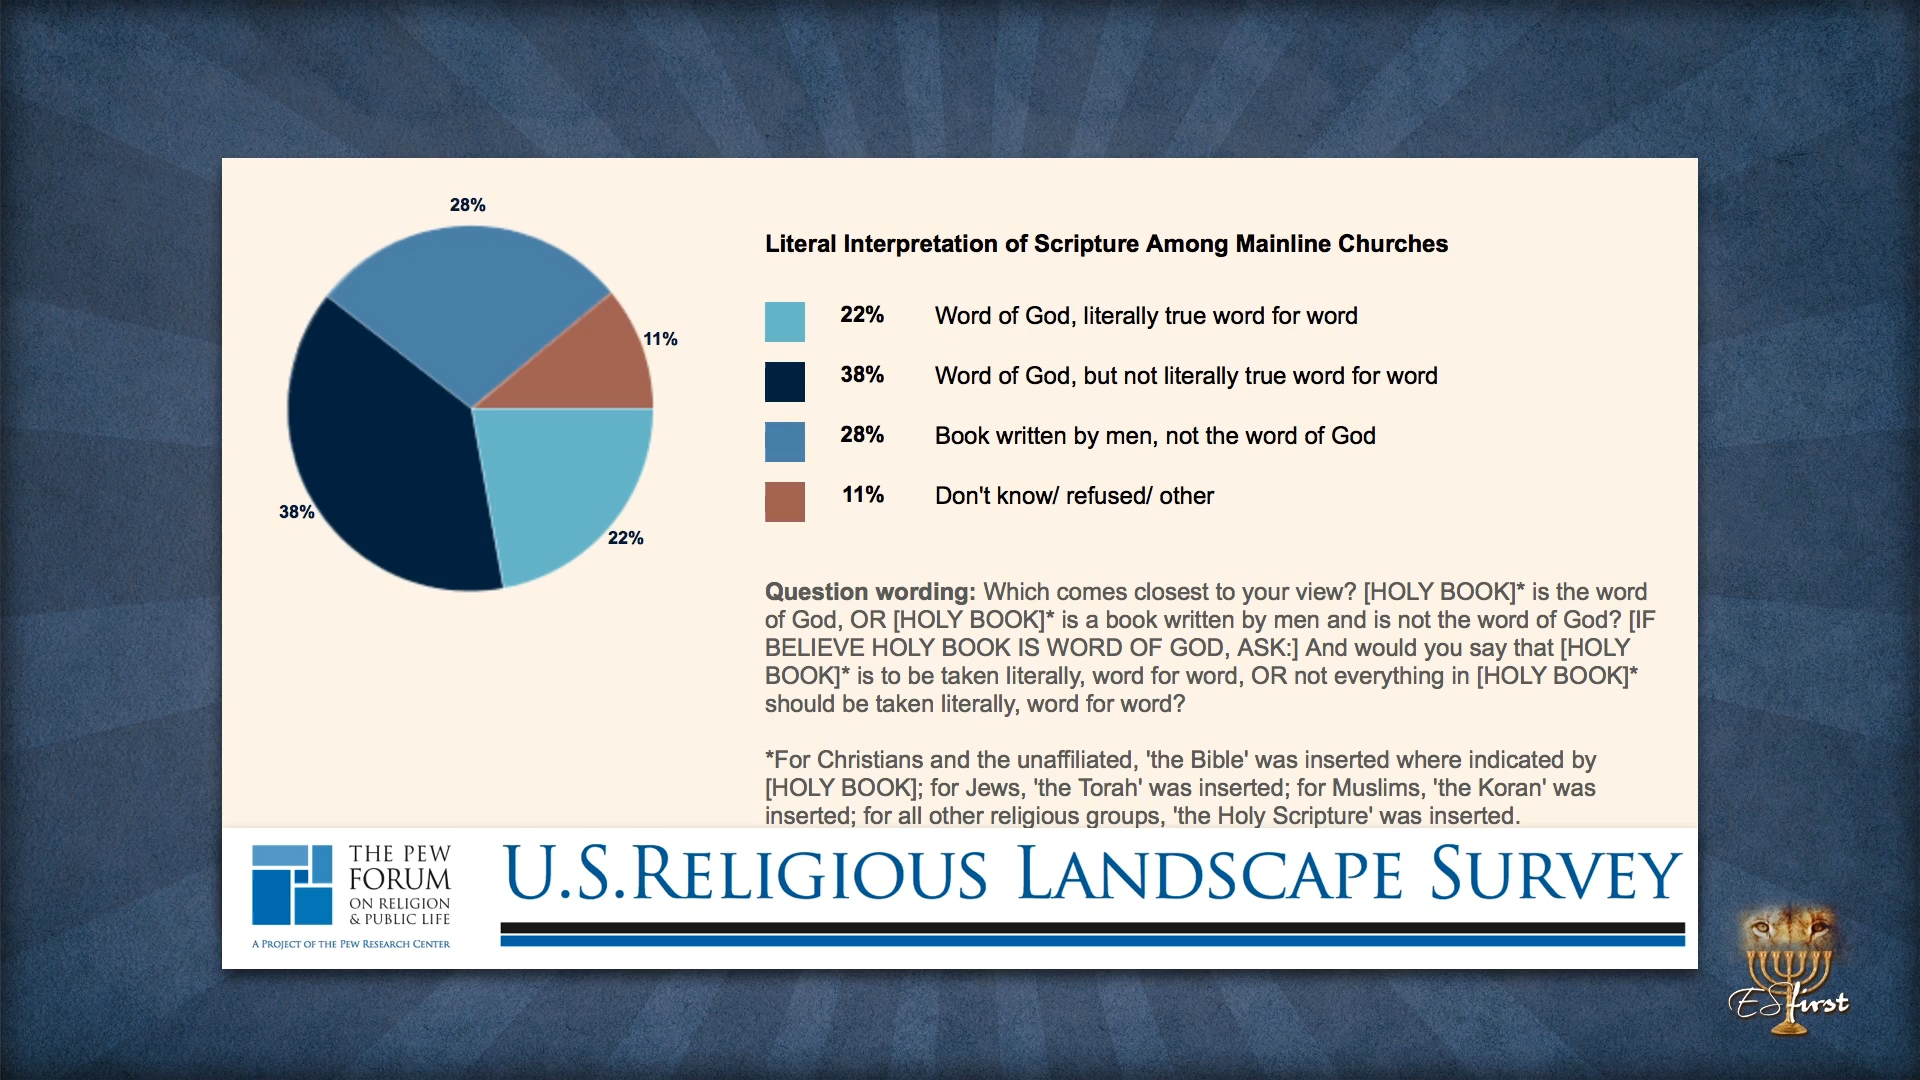 28%
11%
38%
22%
Literal Interpretation of Scripture Among Mainline Churches
22% Word of God, literally true word for word
38% Word of God, but not literally true word for word
28% Book written by men, not the word of God
11% Don't know/ refused/ other
Question wording: Which comes closest to your view? [HOLY BOOK]* is the word
of God, OR [HOLY BOOK]* is a book written by men and is not the word of God? [IF
BELIEVE HOLY BOOK IS WORD OF GOD, ASK:] And would you say that [HOLY
BOOK]* is to be taken literally, word for word, OR not everything in [HOLY BOOK]*
should be taken literally, word for word?
*For Christians and the unaffiliated, 'the Bible' was inserted where indicated by
[HOLY BOOK]; for Jews, 'the Torah' was inserted; for Muslims, 'the Koran' was
inserted; for all other religious groups, 'the Holy Scripture' was inserted.
THE PEW
FORUM
ON RELIGION
& PUBLIC LIFE
A PROJECT OF THE PEW RESEARCH CENTER
U.S.RELIGIOUS LANDSCAPE SURVEY
ESfirst